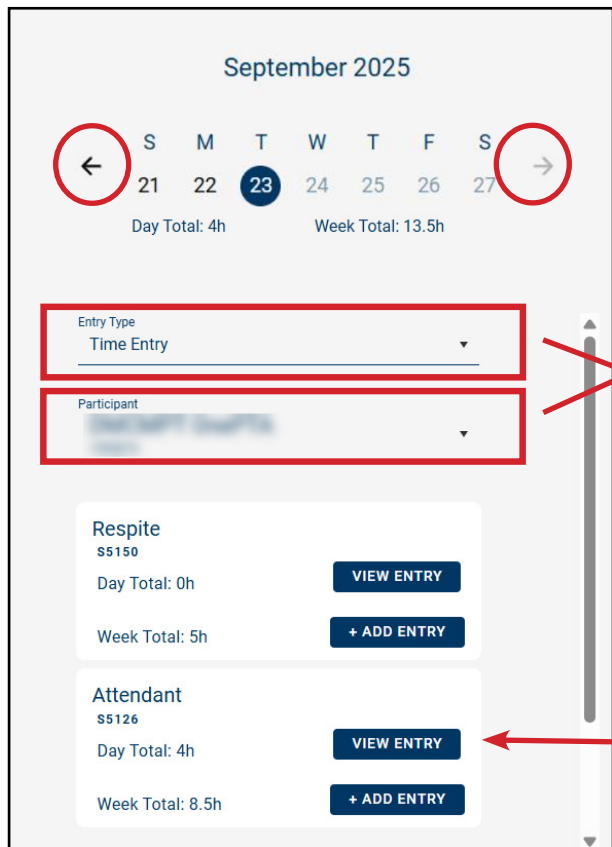 September 2025
S M T W T F S
21 22 23 24 25 26 27
Day Total: 4h Week Total: 13.5h
Entry Type
Time Entry
Participant
Respite
S5150
Day Total: 0h VIEW ENTRY
Week Total: 5h + ADD ENTRY
Attendant
S5126
Day Total: 4h VIEW ENTRY
Week Total: 8.5h + ADD ENTRY